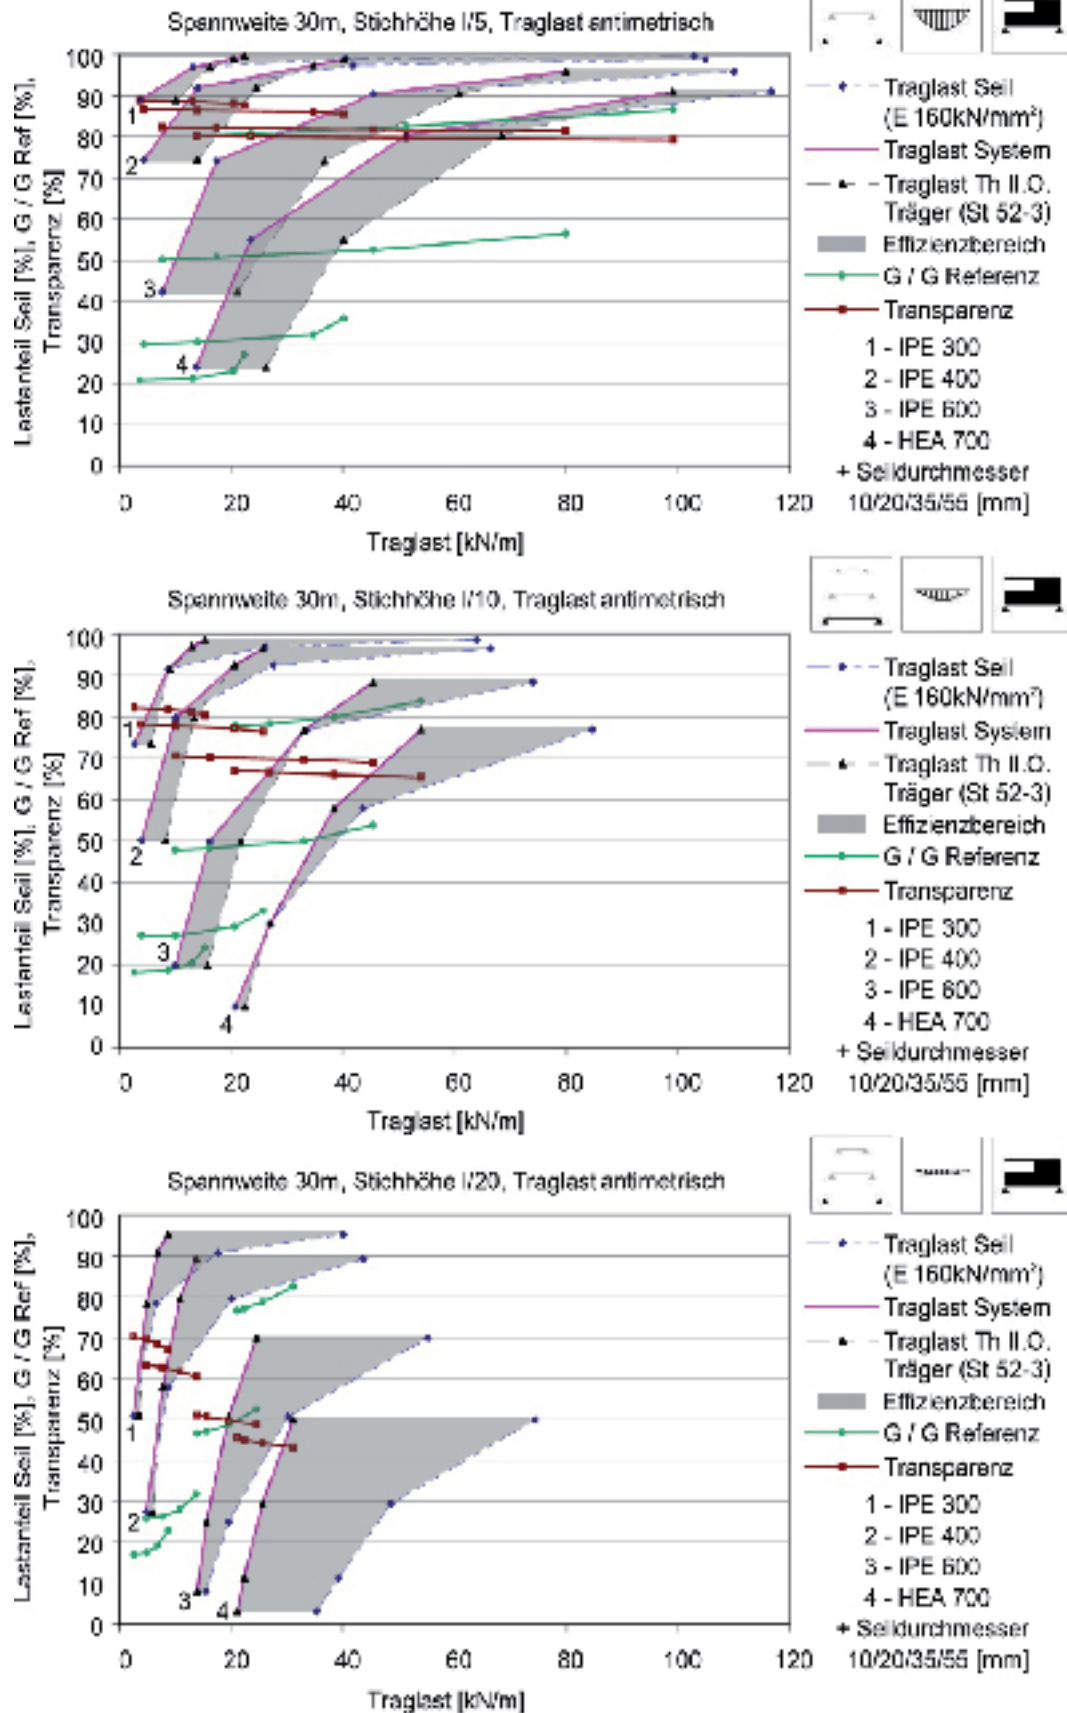 Spannweite 30m, Stichhöhe l/5, Traglast antimetrisch
Lastanteil Seil [%], G / G Ref [%],
Transparenz [%]
100
90
80
70
60
50
40
30
20
10
0
1
2
3
4
0 20 40 60 80 100 120
Traglast [kN/m]
Traglast Seil
(E 160kN/mm²)
Traglast System
Traglast Th II.O.
Träger (St 52-3)
Effizienzbereich
G / G Referenz
Transparenz
1 - IPE 300
2 - IPE 400
3 - IPE 600
4 - HEA 700
+ Seildurchmesser
10/20/35/55 [mm]
Spannweite 30m, Stichhöhe l/10, Traglast antimetrisch
Lastanteil Seil [%], G / G Ref [%],
Transparenz [%]
100
90
80
70
60
50
40
30
20
10
0
1
2
3
4
0 20 40 60 80 100 120
Traglast [kN/m]
Traglast Seil
(E 160kN/mm²)
Traglast System
Traglast Th II.O.
Träger (St 52-3)
Effizienzbereich
G / G Referenz
Transparenz
1 - IPE 300
2 - IPE 400
3 - IPE 600
4 - HEA 700
+ Seildurchmesser
10/20/35/55 [mm]
Spannweite 30m, Stichhöhe l/20, Traglast antimetrisch
Lastanteil Seil [%], G / G Ref [%],
Transparenz [%]
100
90
80
70
60
50
40
30
20
10
0
1
2
3
4
0 20 40 60 80 100 120
Traglast [kN/m]
Traglast Seil
(E 160kN/mm²)
Traglast System
Traglast Th II.O.
Träger (St 52-3)
Effizienzbereich
G / G Referenz
Transparenz
1 - IPE 300
2 - IPE 400
3 - IPE 600
4 - HEA 700
+ Seildurchmesser
10/20/35/55 [mm]